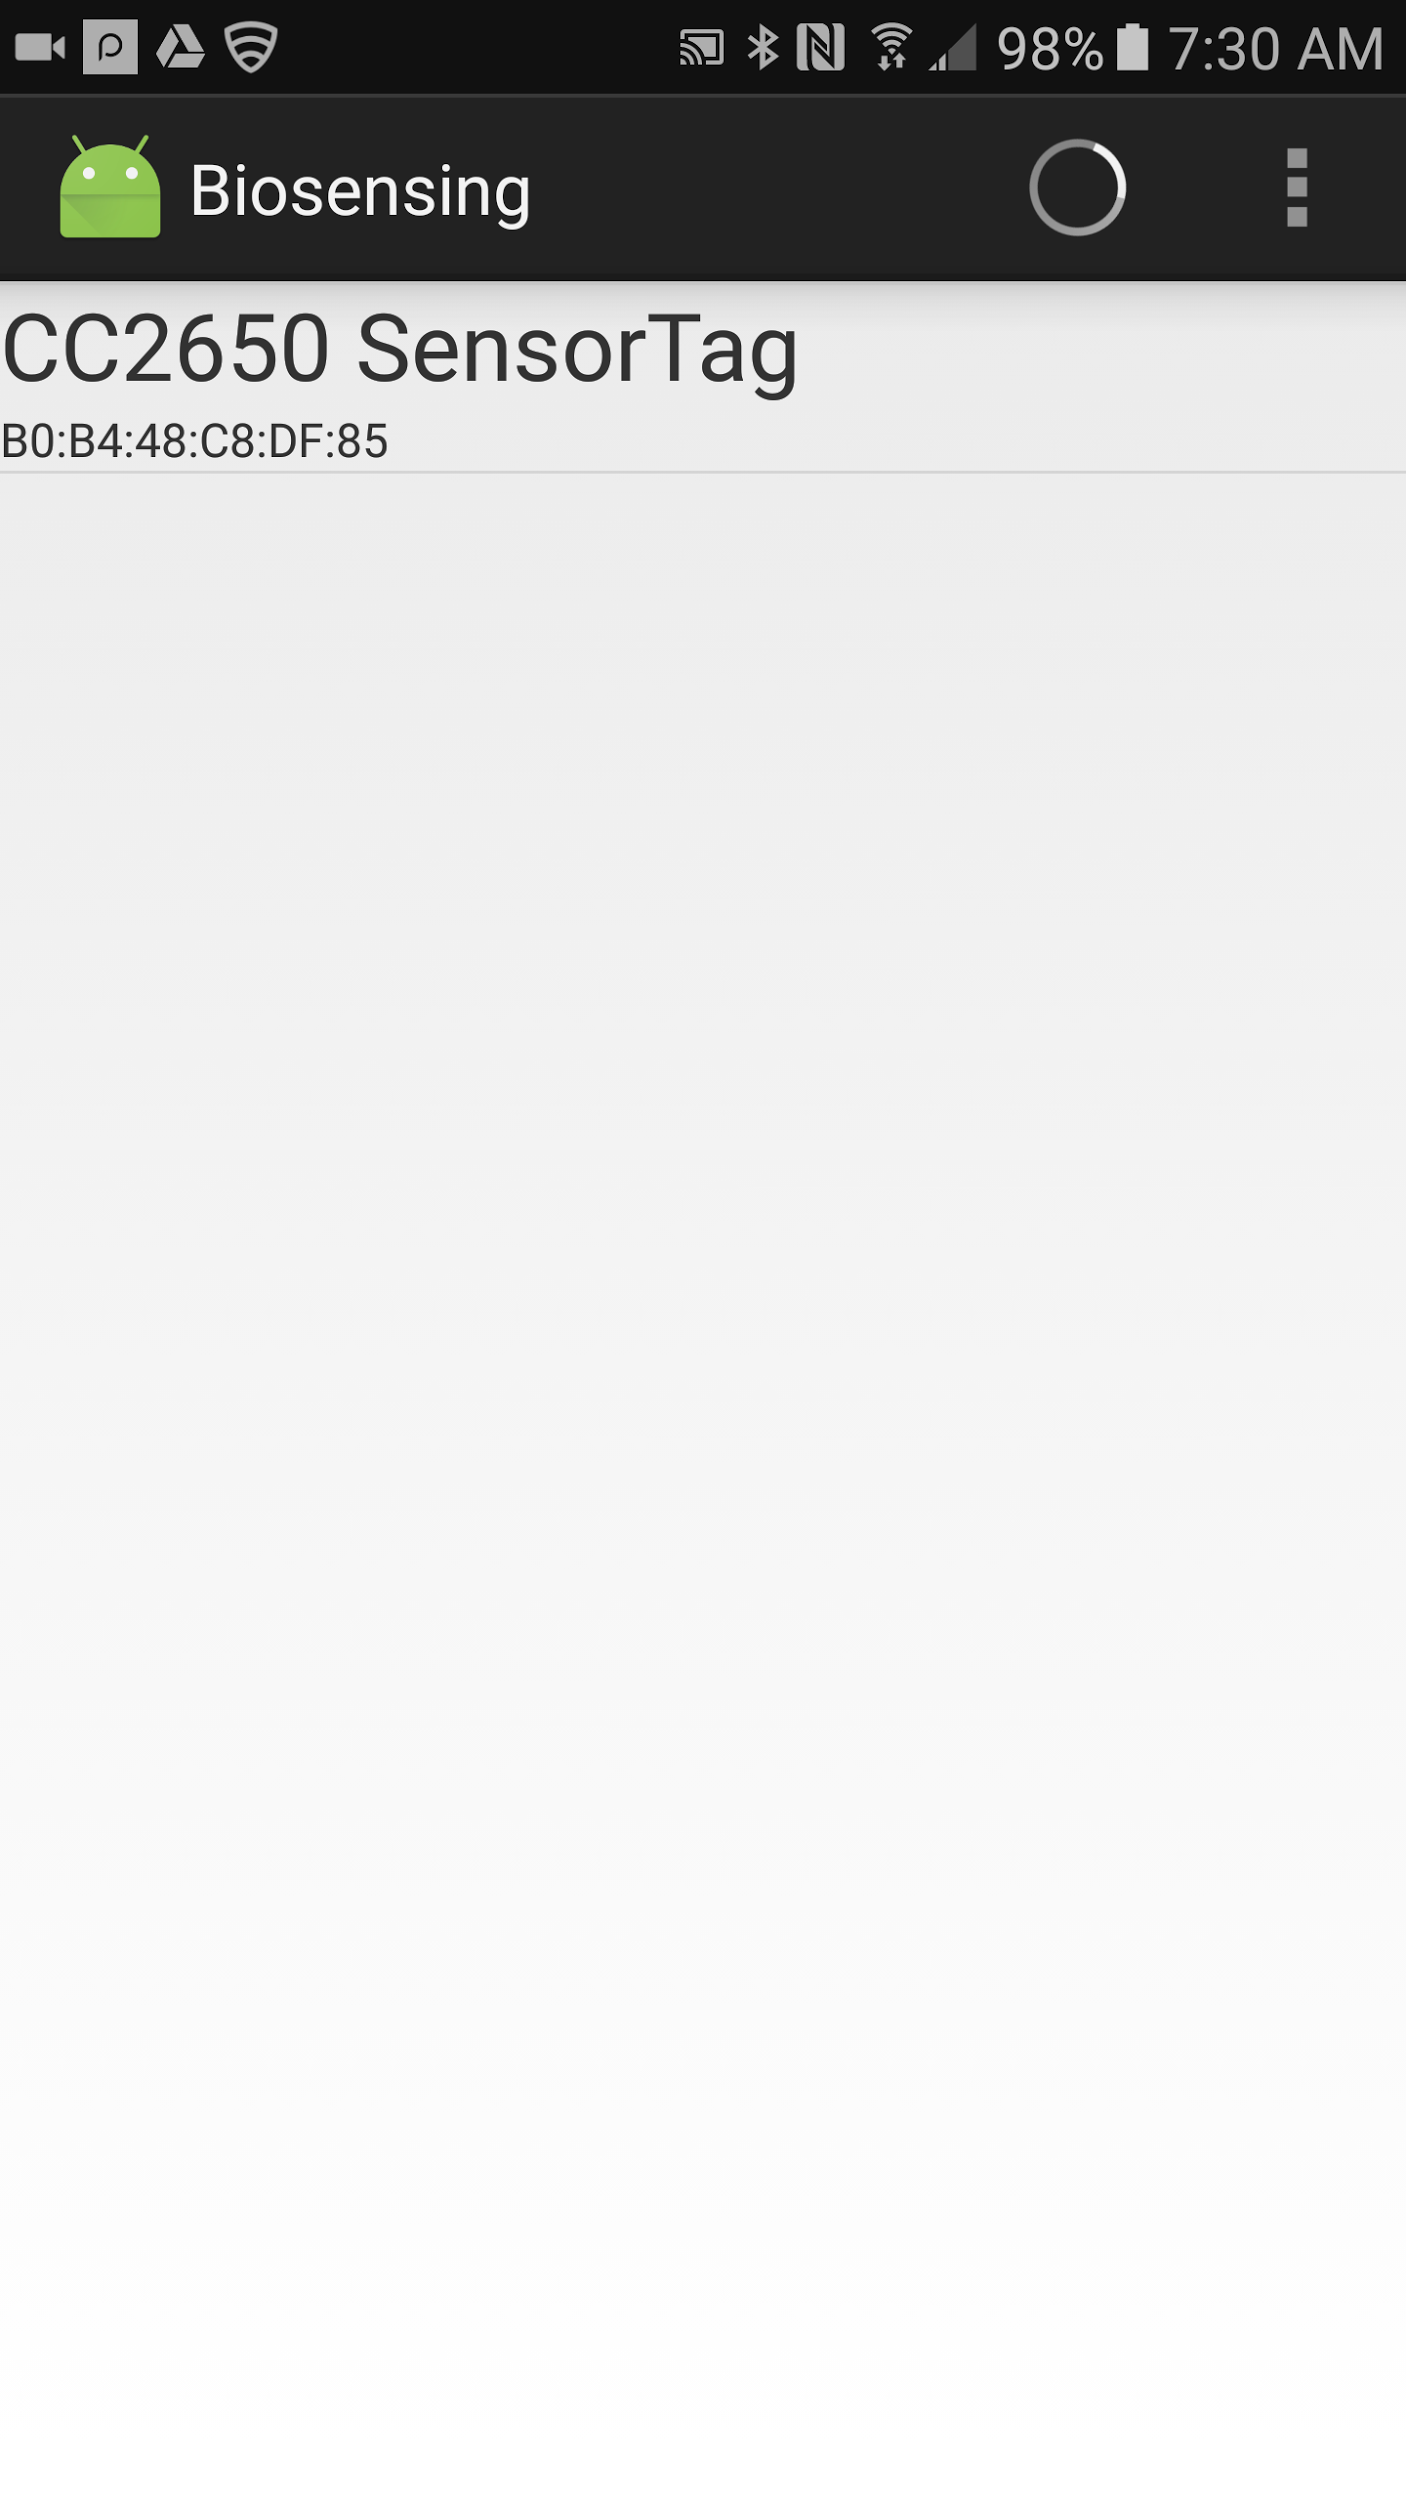 98% 7:30 AM
Biosensing
CC2650 SensorTag
B0:B4:48:C8:DF:85